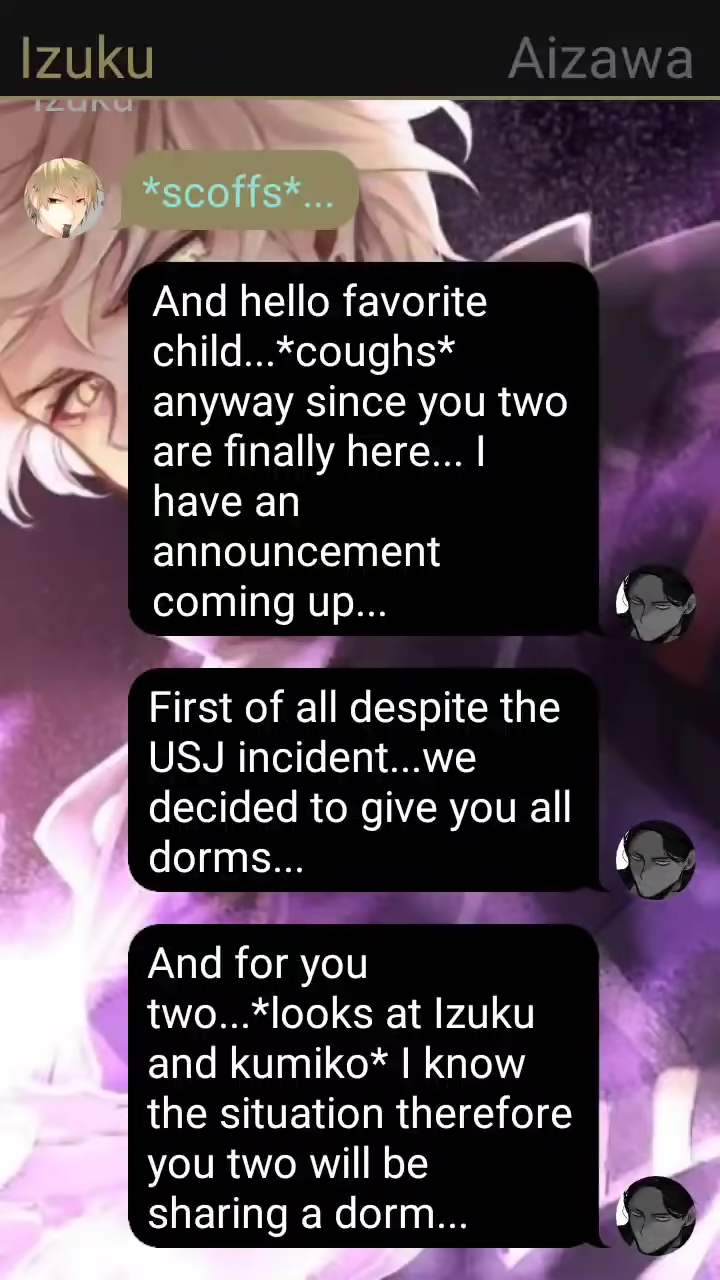 Izuku Aizawa
Izuku
*scoffs*...
And hello favorite
child...*coughs*
anyway since you two
are finally here... I
have an
announcement
coming up...
First of all despite the
USJ incident...we
decided to give you all
dorms...
And for you
two...*looks at Izuku
and kumiko* I know
the situation therefore
you two will be
sharing a dorm...